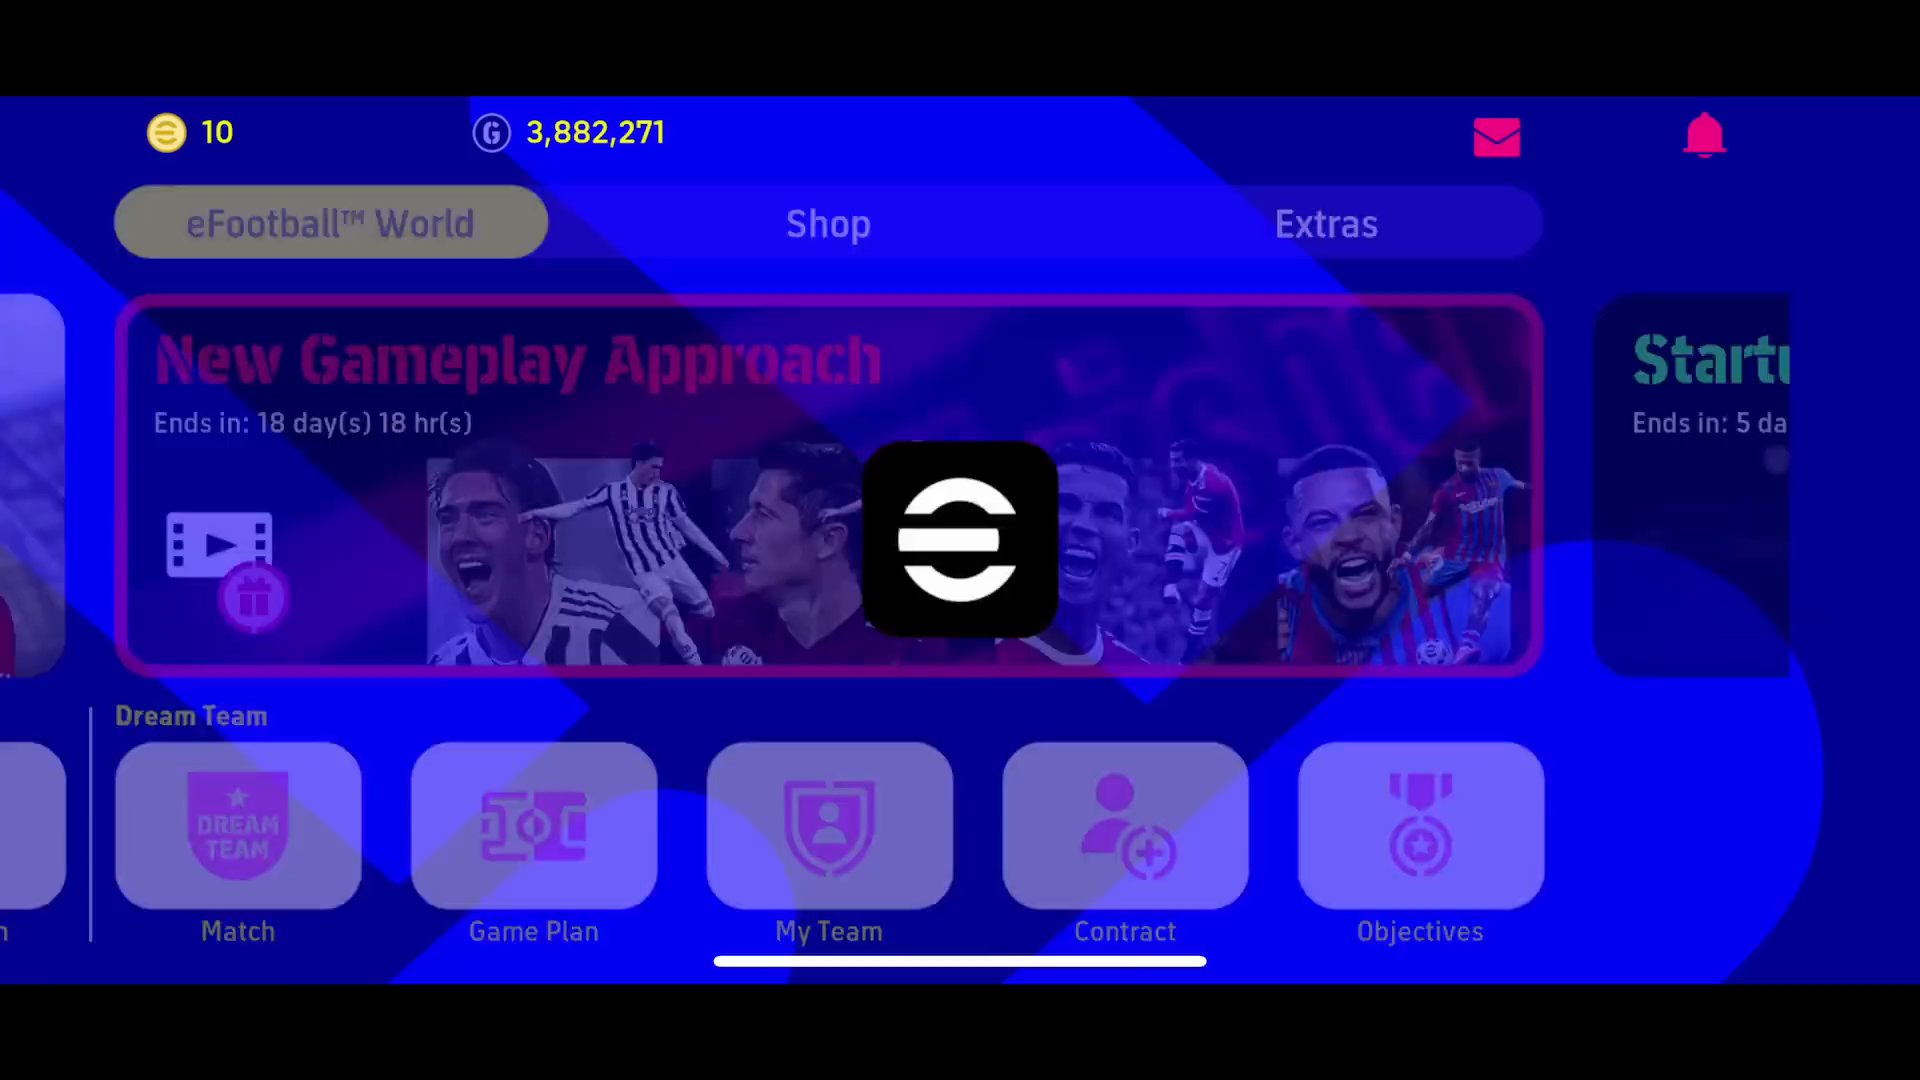 10
3,882,271
eFootball™ World
Shop
Extras
New Gameplay Approach
Ends in: 18 day(s) 18 hr(s)
Ends in: 5 da
Dream Team
DREAM
TEAM
Match
Game Plan
My Team
Contract
Objectives